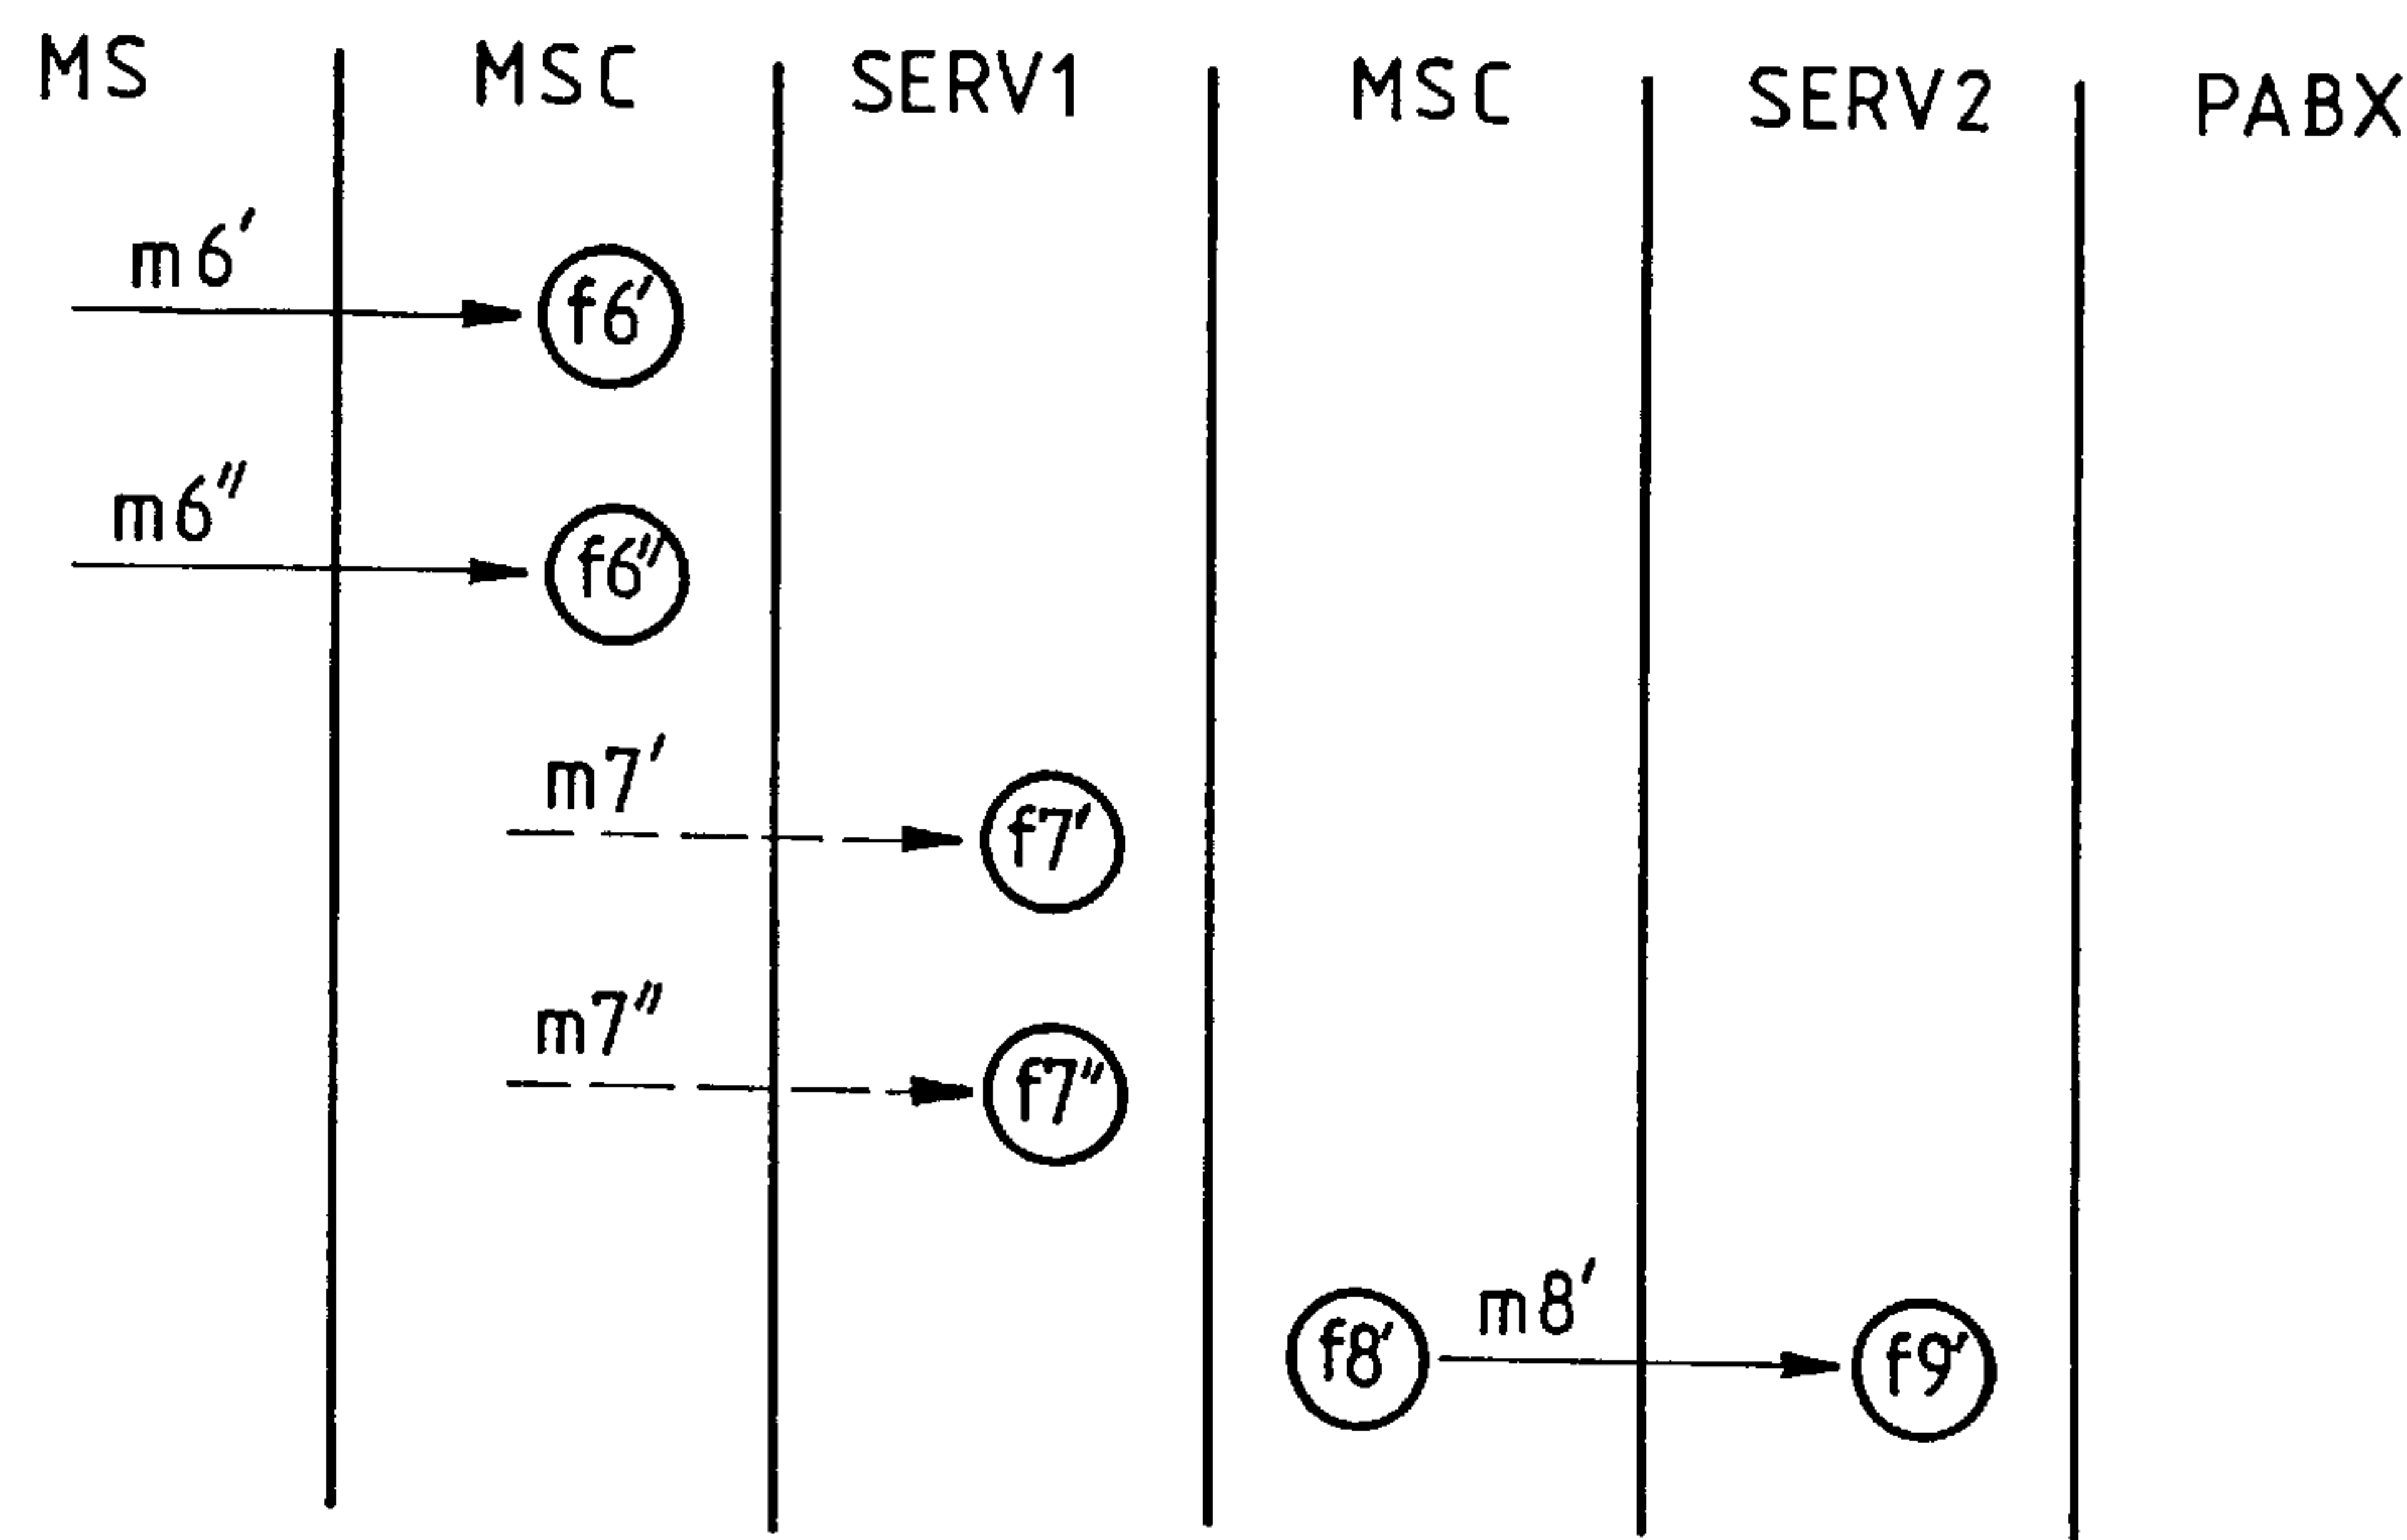 MS MSC SERV1 MSC SERV2 PABX
m6′ f6′
m6″ f6″
m7′ f7′
m7″ f7″
f8′ m8′ f9′